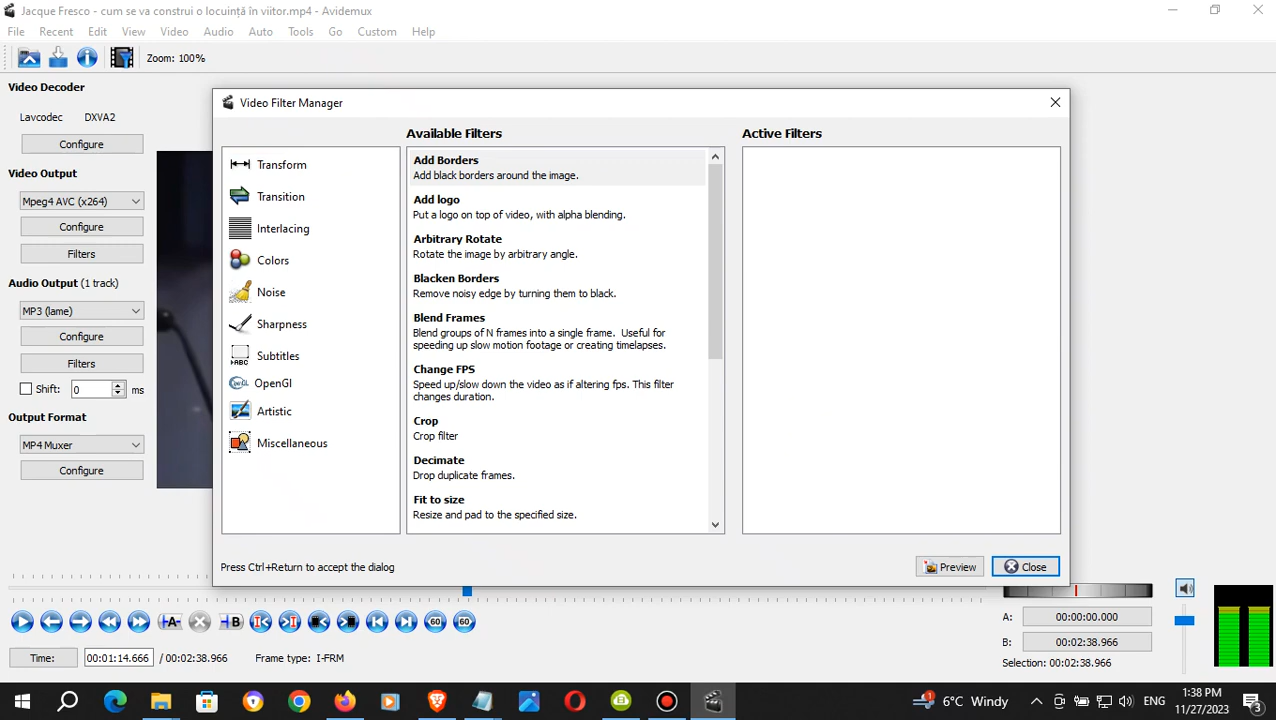 Jacque Fresco - cum se va construi o locuință în viitor.mp4 - Avidemux
File Recent Edit View Video Audio Auto Tools Go Custom Help
Zoom: 100%
Video Decoder
Lavcodec DXVA2
Configure
Video Output
Mpeg4 AVC (x264)
Configure
Filters
Audio Output (1 track)
MP3 (lame)
Configure
Filters
Shift: 0 ms
Output Format
MP4 Muxer
Configure
Video Filter Manager
Transform
Transition
Interlacing
Colors
Noise
Sharpness
Subtitles
OpenGl
Artistic
Miscellaneous
Available Filters
Add Borders
Add black borders around the image.
Add logo
Put a logo on top of video, with alpha blending.
Arbitrary Rotate
Rotate the image by arbitrary angle.
Blacken Borders
Remove noisy edge by turning them to black.
Blend Frames
Blend groups of N frames into a single frame. Useful for
speeding up slow motion footage or creating timelapses.
Change FPS
Speed up/slow down the video as if altering fps. This filter
changes duration.
Crop
Crop filter
Decimate
Drop duplicate frames.
Fit to size
Resize and pad to the specified size.
Active Filters
Press Ctrl+Return to accept the dialog
Preview
Close
A B 60 60
A: 00:00:00.000
B: 00:02:38.966
Selection: 00:02:38.966
Time: 00:01:14.666 / 00:02:38.966 Frame type: I-FRM
6°C Windy
ENG
1:38 PM
11/27/2023
3